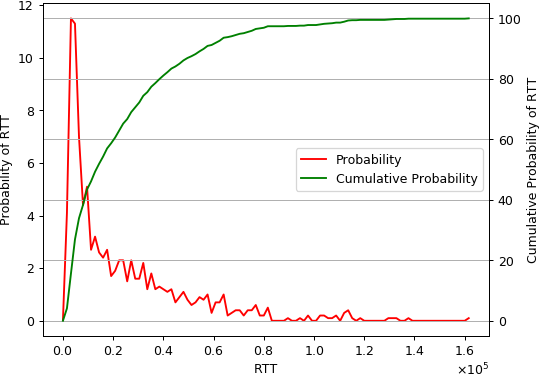 12
10
8
6
4
2
0
Probability of RTT
100
80
60
40
20
0
Cumulative Probability of RTT
Probability
Cumulative Probability
0.0 0.2 0.4 0.6 0.8 1.0 1.2 1.4 1.6
×10⁵
RTT